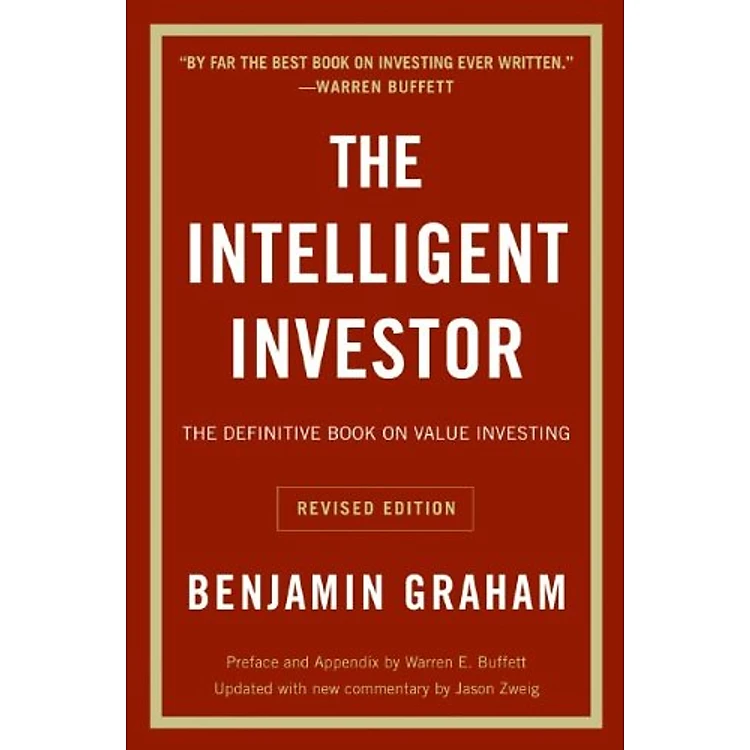 “BY FAR THE BEST BOOK ON INVESTING EVER WRITTEN.”
—WARREN BUFFETT
THE
INTELLIGENT
INVESTOR
THE DEFINITIVE BOOK ON VALUE INVESTING
REVISED EDITION
BENJAMIN GRAHAM
Preface and Appendix by Warren E. Buffett
Updated with new commentary by Jason Zweig